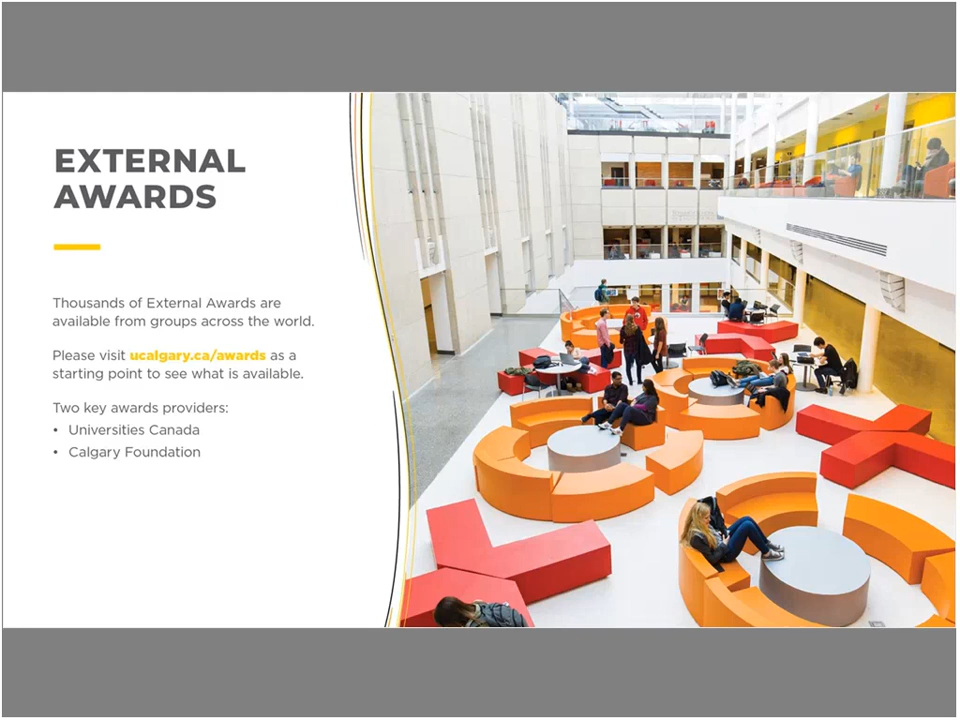 EXTERNAL
AWARDS
Thousands of External Awards are
available from groups across the world.
Please visit ucalgary.ca/awards as a
starting point to see what is available.
Two key awards providers:
• Universities Canada
• Calgary Foundation